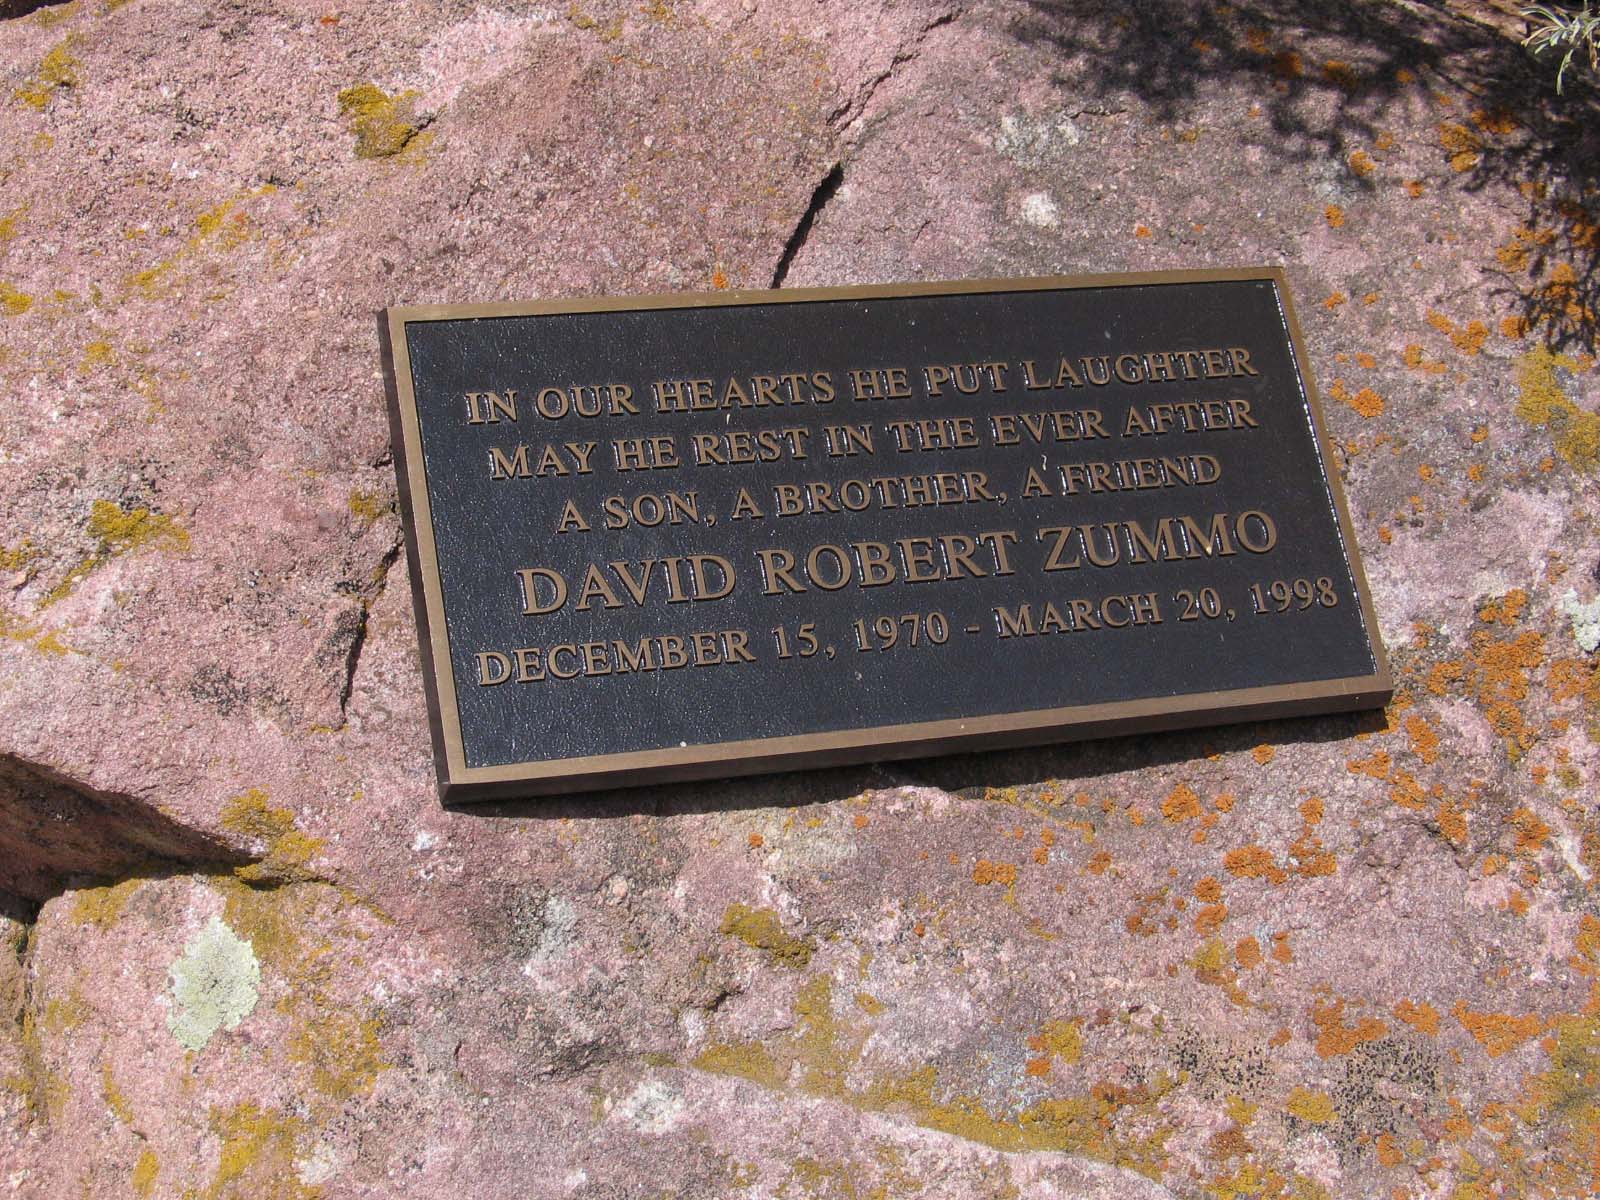 IN OUR HEARTS HE PUT LAUGHTER
MAY HE REST IN THE EVER AFTER
A SON, A BROTHER, A FRIEND
DAVID ROBERT ZUMMO
DECEMBER 15, 1970 - MARCH 20, 1998